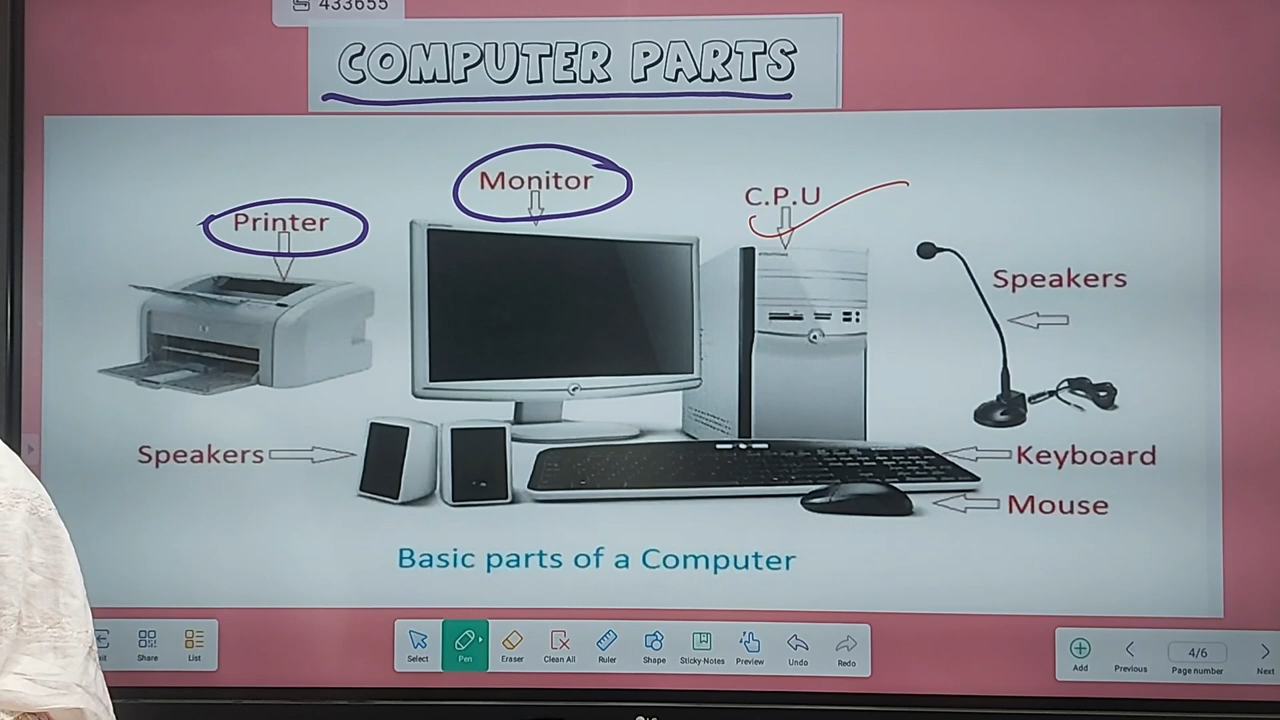 433655
COMPUTER PARTS
Monitor
C.P.U
Printer
Speakers
Speakers
Keyboard
Mouse
Basic parts of a Computer
Share
List
Select
Pen
Eraser
Clean All
Ruler
Shape
Sticky-Notes
Preview
Undo
Redo
Add
Previous
4/6
Page number
Next